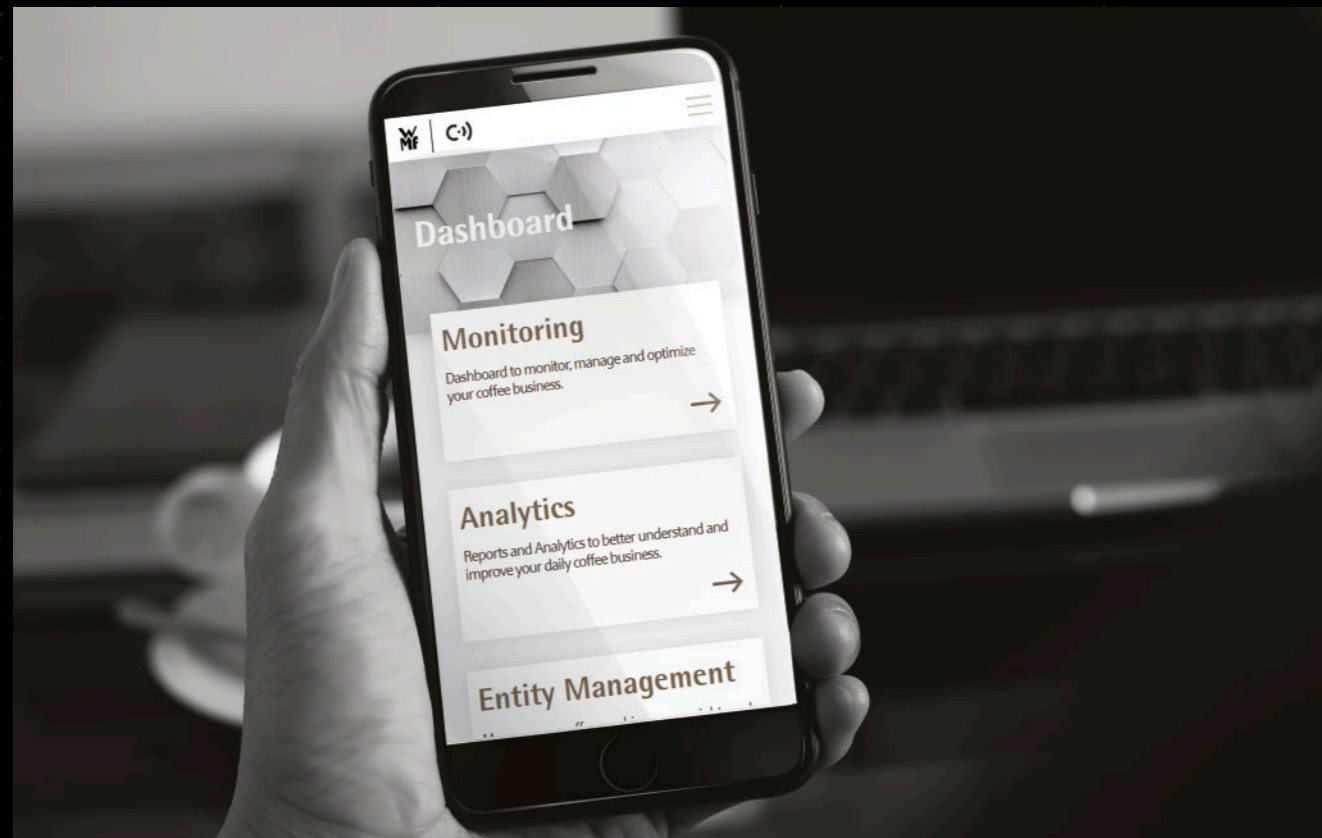 WMF
Dashboard
Monitoring
Dashboard to monitor, manage and optimize
your coffee business.
Analytics
Reports and Analytics to better understand and
improve your daily coffee business.
Entity Management